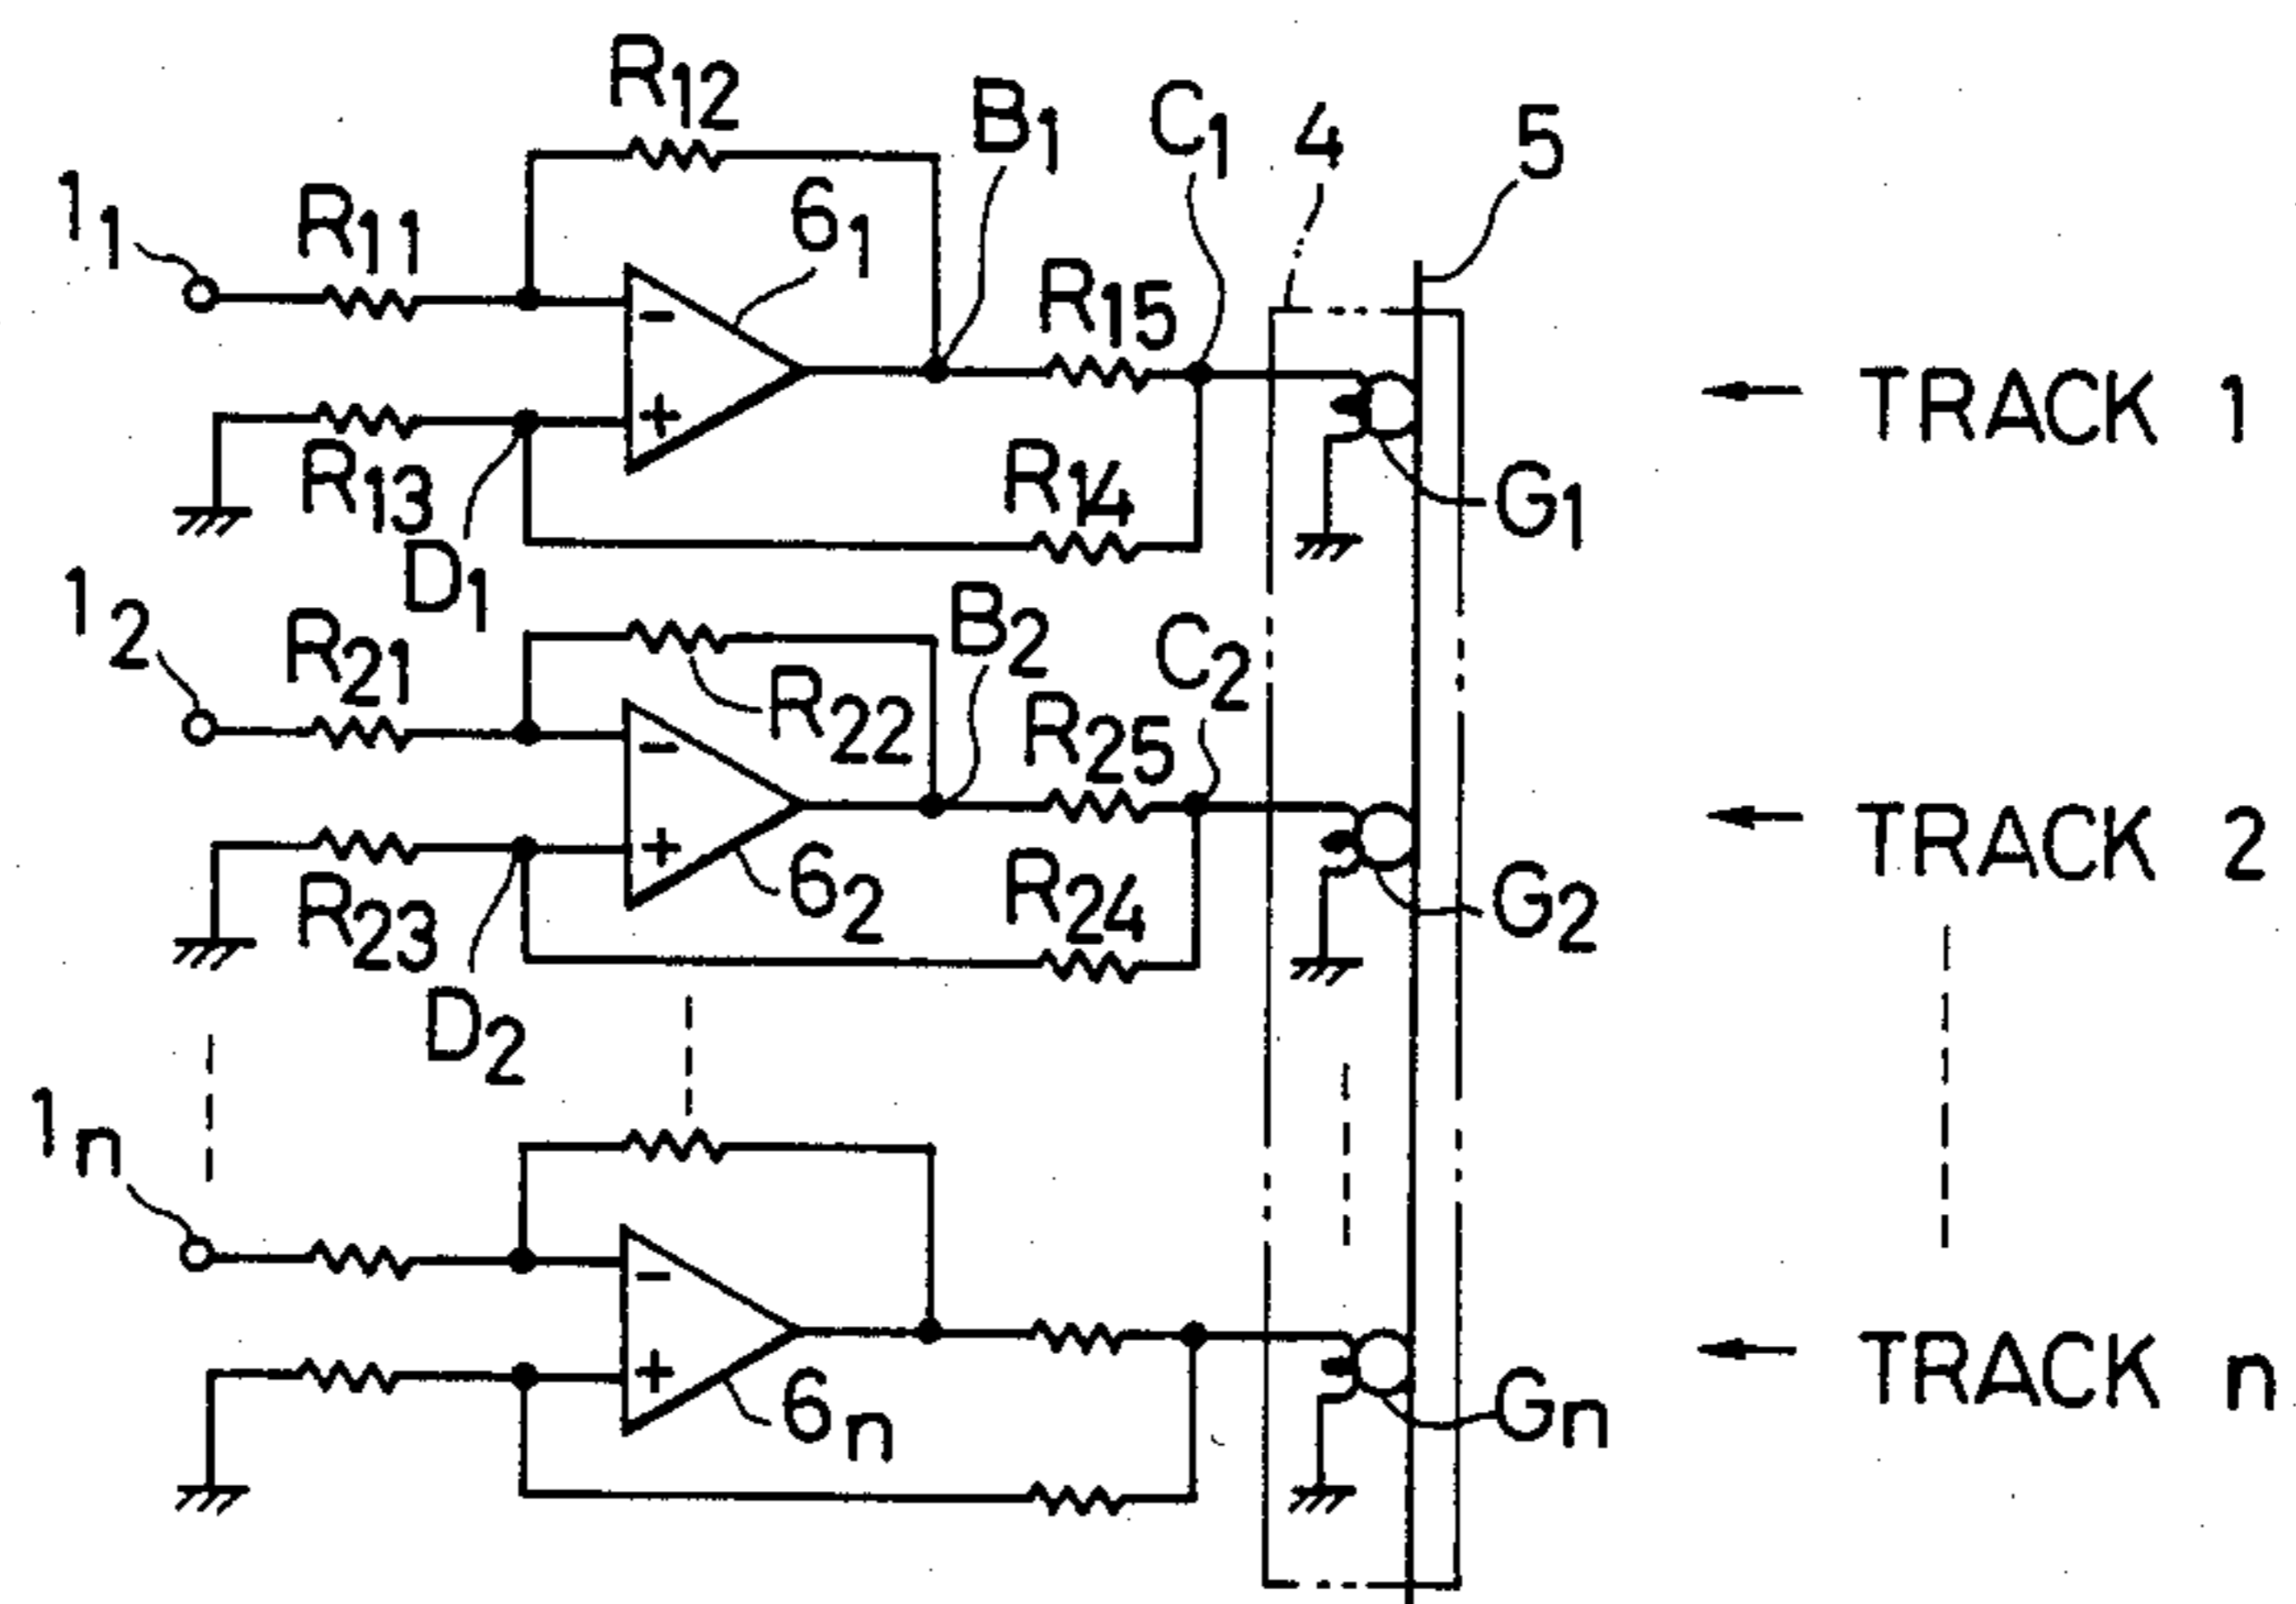 R12
B1
C1
4
5
11
R11
61
R15
-
+
TRACK 1
R13
R14
G1
D1
12
R21
B2
C2
R22
R25
-
+
TRACK 2
R23
62
R24
G2
D2
1n
-
+
TRACK n
6n
Gn